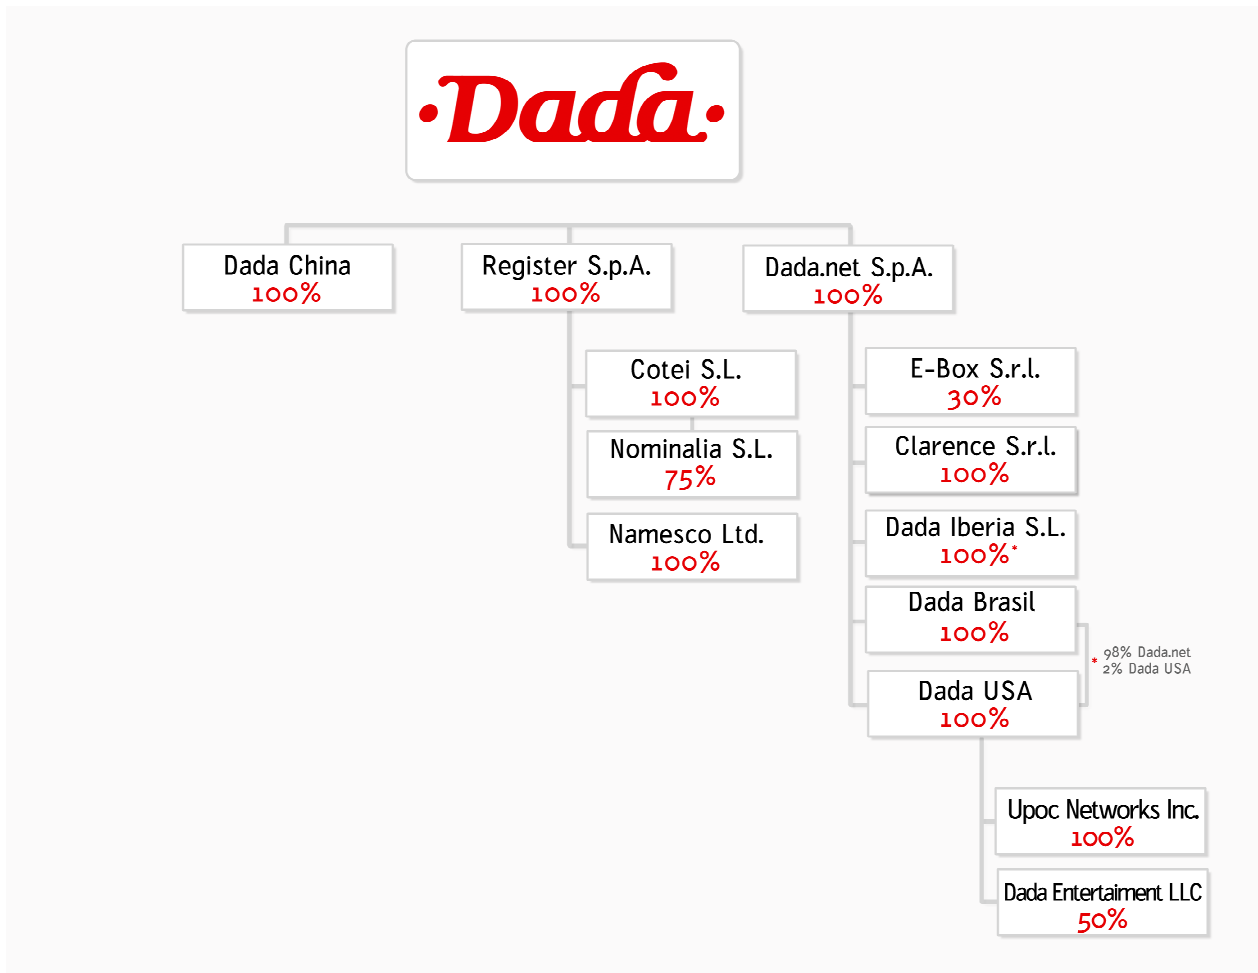 ·Dada·
Dada China
100%
Register S.p.A.
100%
Dada.net S.p.A.
100%
Cotei S.L.
100%
Nominalia S.L.
75%
Namesco Ltd.
100%
E-Box S.r.l.
30%
Clarence S.r.l.
100%
Dada Iberia S.L.
100%*
Dada Brasil
100%
Dada USA
100%
* 98% Dada.net
2% Dada USA
Upoc Networks Inc.
100%
Dada Entertaiment LLC
50%